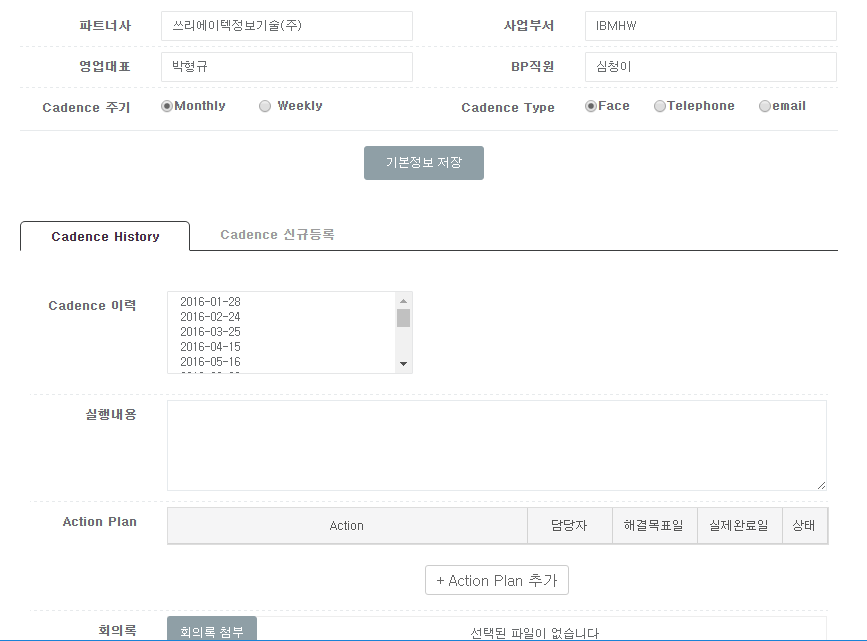 파트너사 쓰리에이텍정보기술(주) 사업부서 IBMHW
영업대표 박형규 BP직원 심청이
Cadence 주기 Monthly Weekly Cadence Type Face Telephone email
기본정보 저장
Cadence History Cadence 신규등록
Cadence 이력 2016-01-28
2016-02-24
2016-03-25
2016-04-15
2016-05-16
실행내용
Action Plan Action 담당자 해결목표일 실제완료일 상태
+ Action Plan 추가
회의록 회의록 첨부 선택된 파일이 없습니다